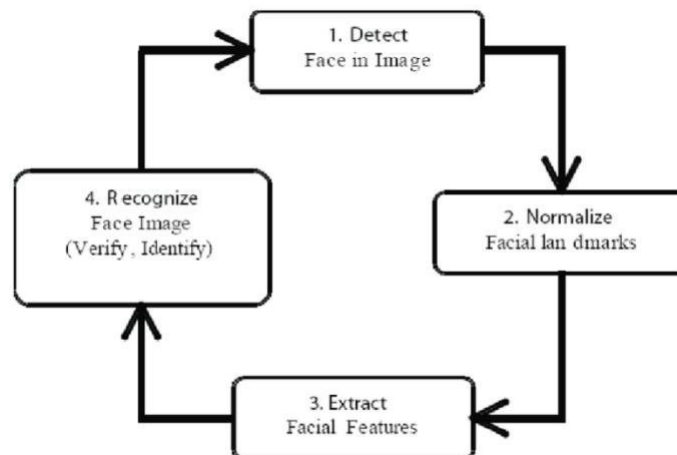 1. Detect
Face in Image
2. Normalize
Facial lan dmarks
3. Extract
Facial Features
4. Recognize
Face Image
(Verify , Identify)